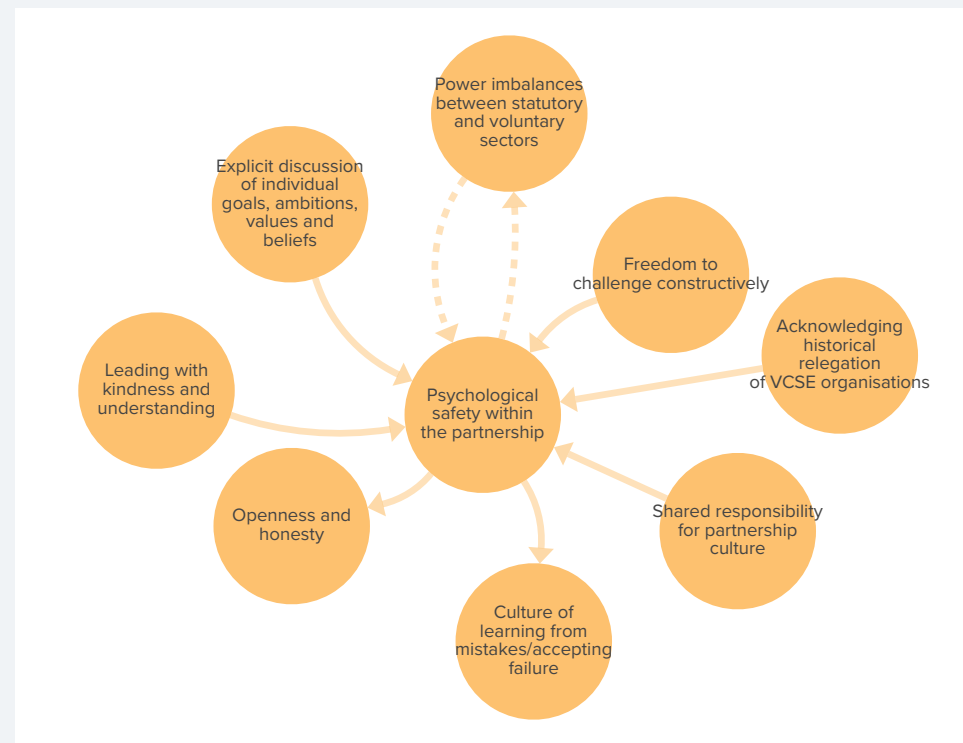 Power imbalances
between statutory
and voluntary
sectors
Explicit discussion
of individual
goals, ambitions,
values and
beliefs
Freedom to
challenge constructively
Acknowledging
historical
relegation
of VCSE organisations
Leading with
kindness and
understanding
Psychological
safety within
the partnership
Openness and
honesty
Shared responsibility
for partnership
culture
Culture of
learning from
mistakes/accepting
failure